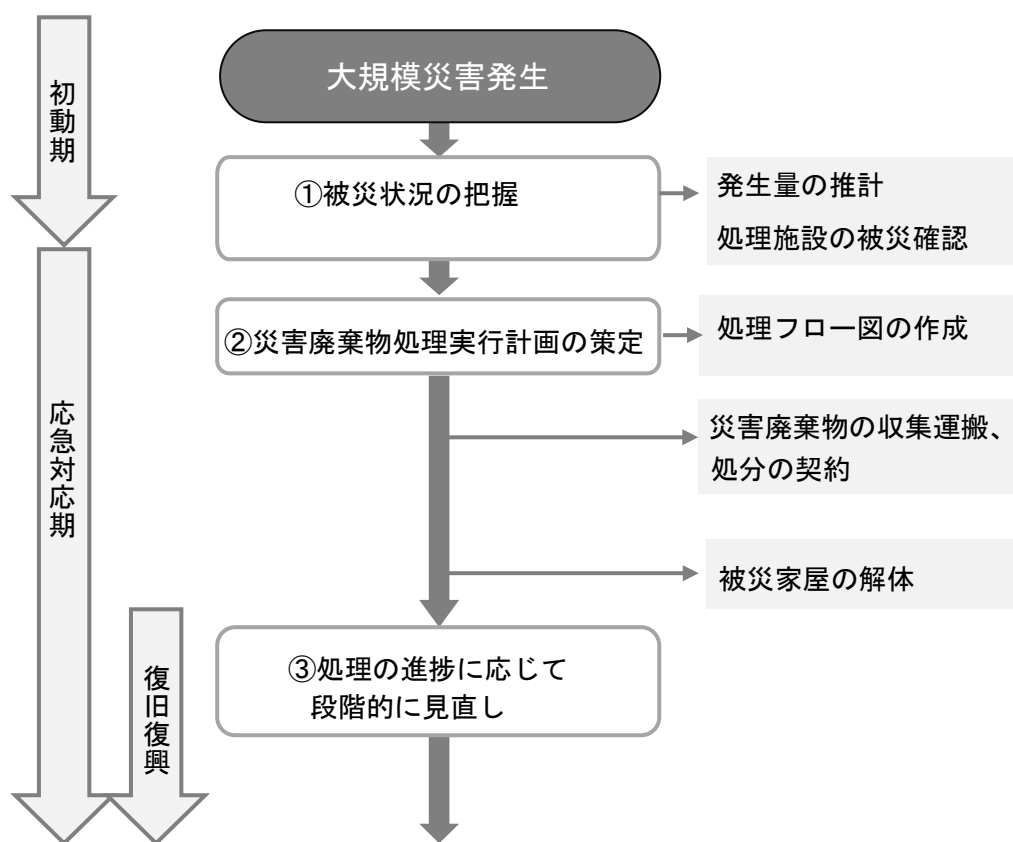 初動期
大規模災害発生
①被災状況の把握
発生量の推計
処理施設の被災確認
②災害廃棄物処理実行計画の策定
処理フロー図の作成
応急対応期
災害廃棄物の収集運搬、
処分の契約
被災家屋の解体
復旧復興
③処理の進捗に応じて
段階的に見直し